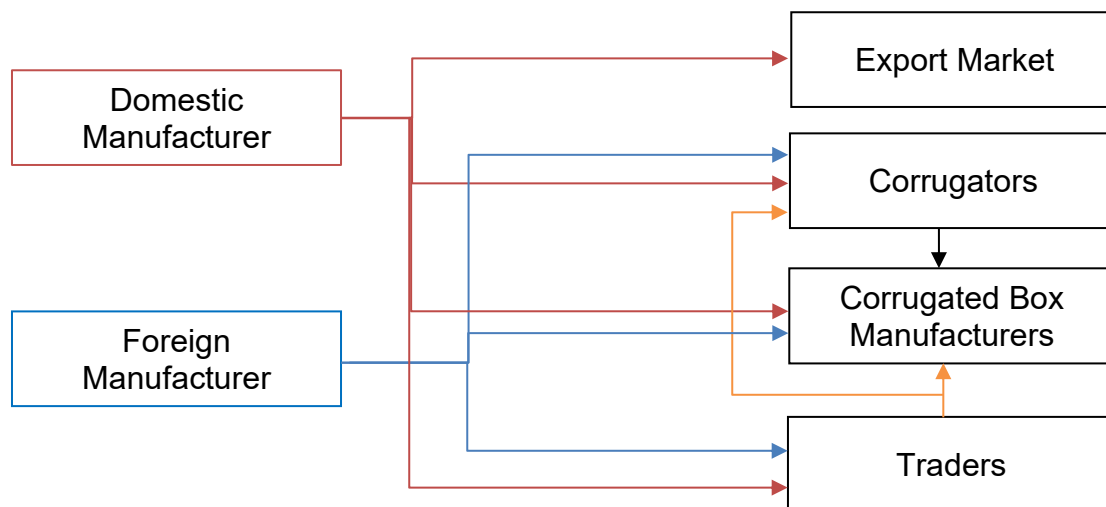 Export Market
Domestic
Manufacturer
Corrugators
Corrugated Box
Manufacturers
Foreign
Manufacturer
Traders